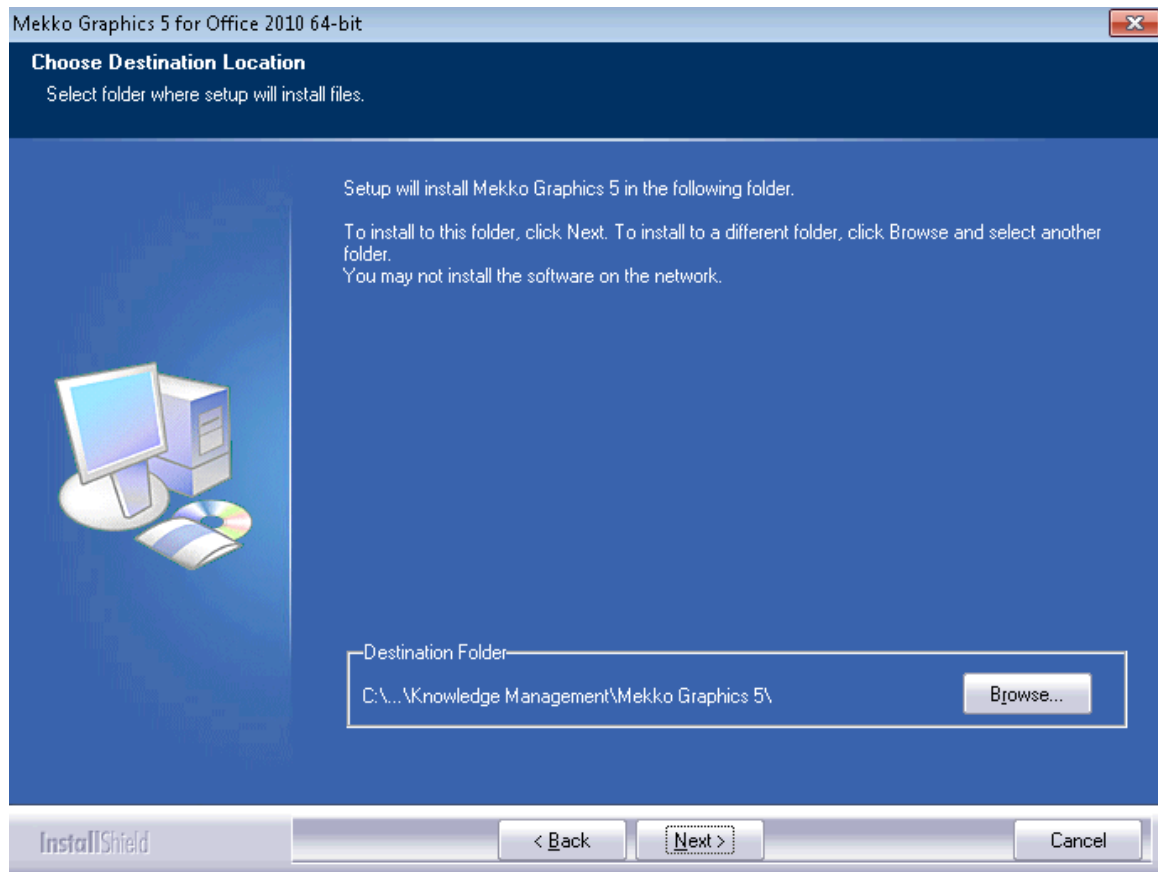 Mekko Graphics 5 for Office 2010 64-bit
Choose Destination Location
Select folder where setup will install files.
Setup will install Mekko Graphics 5 in the following folder.
To install to this folder, click Next. To install to a different folder, click Browse and select another
folder.
You may not install the software on the network.
Destination Folder
C:\...\Knowledge Management\Mekko Graphics 5\
Browse...
InstallShield
< Back
Next >
Cancel